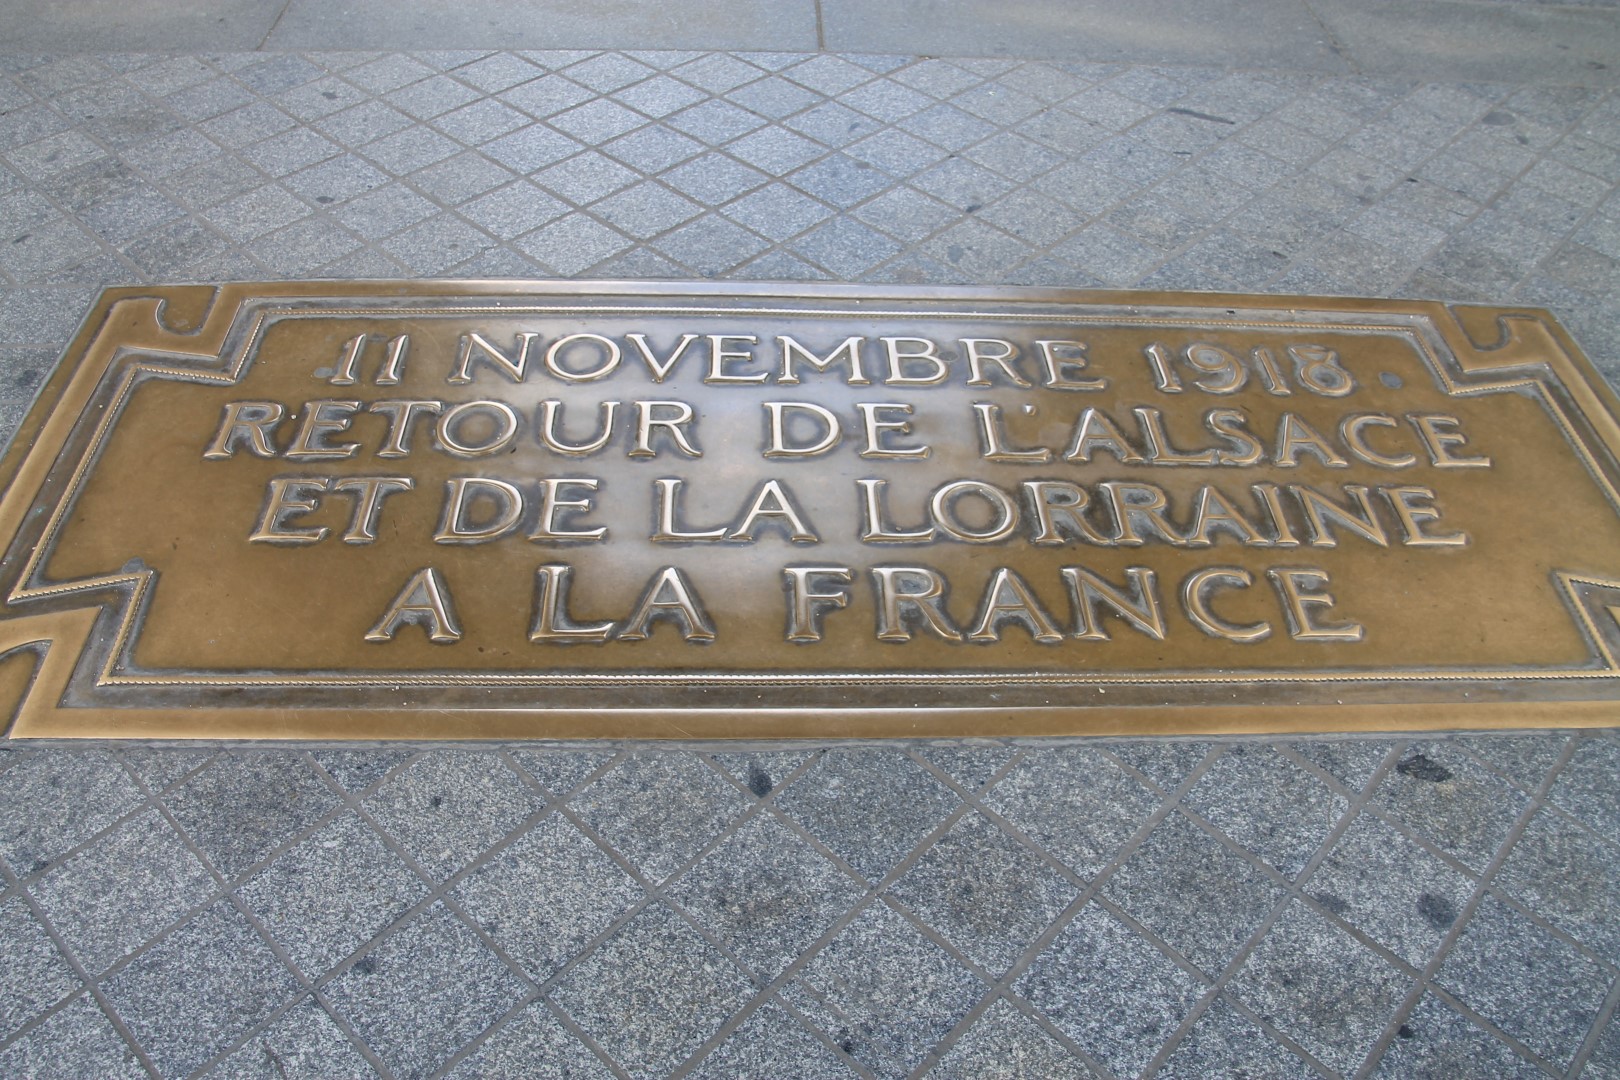 11 NOVEMBRE 1918.
RETOUR DE L'ALSACE
ET DE LA LORRAINE
A LA FRANCE